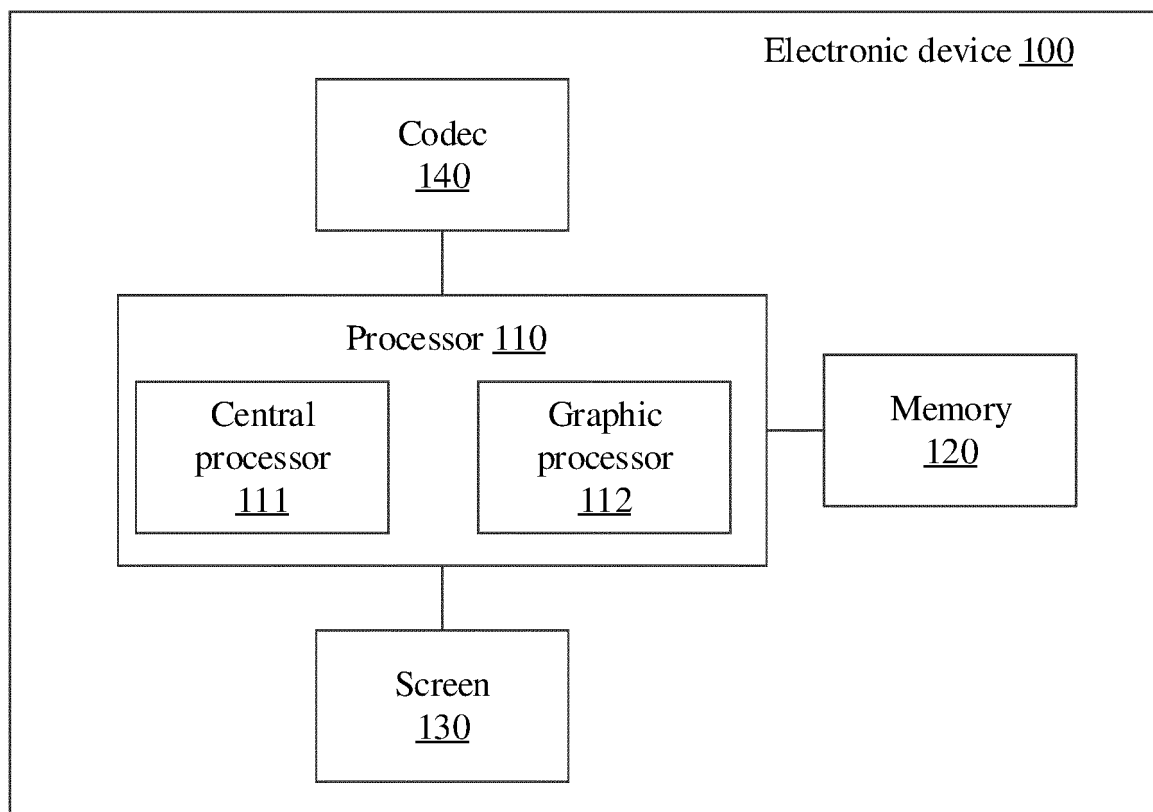 Electronic device 100
Codec
140
Processor 110
Central
processor
111
Graphic
processor
112
Memory
120
Screen
130